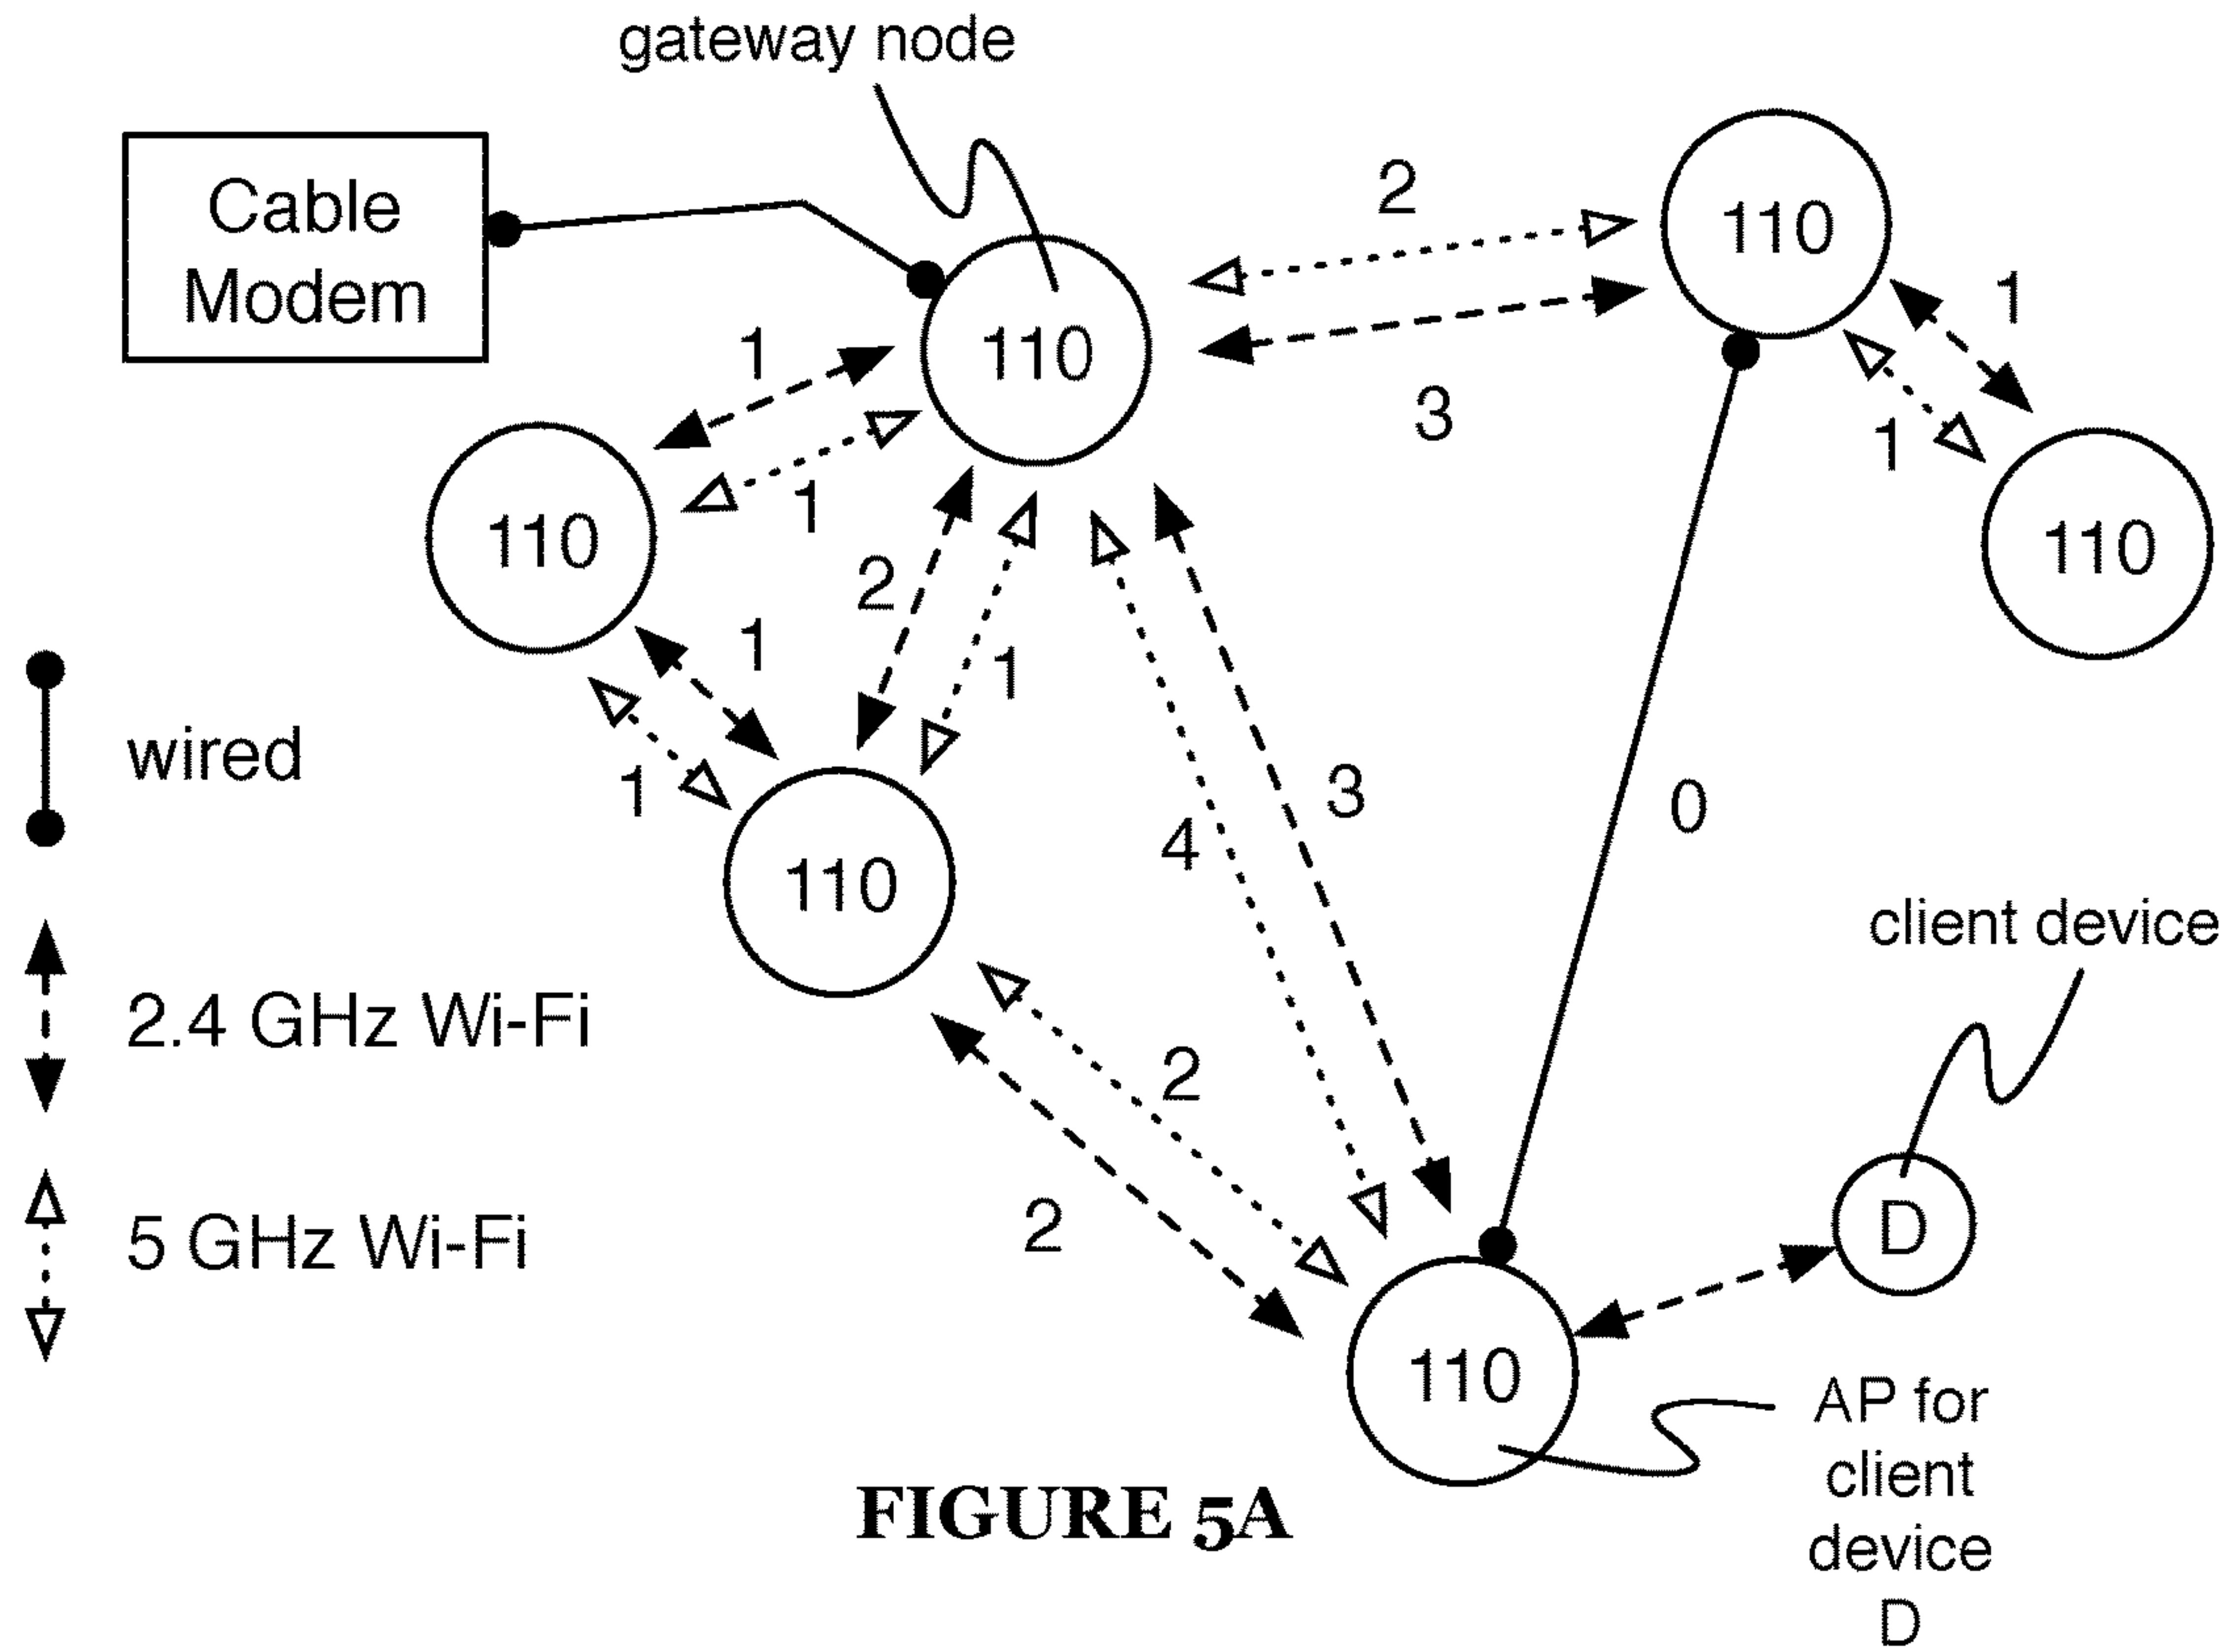 gateway node
Cable
Modem
110
110
110
110
110
110
2
3
1
1
1
1
2
1
1
1
4
3
0
2
2
wired
2.4 GHz Wi-Fi
5 GHz Wi-Fi
client device
D
AP for
client
device
D
FIGURE 5A